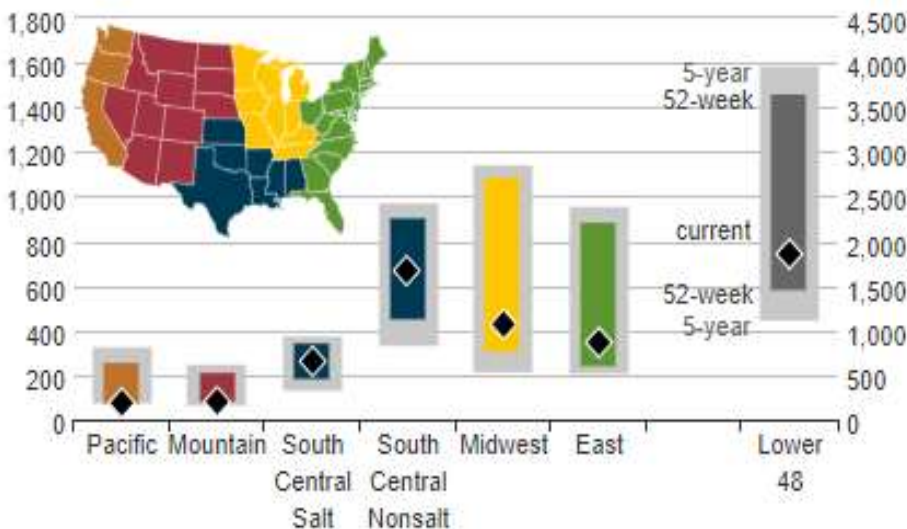 1,800
1,600
1,400
1,200
1,000
800
600
400
200
0
4,500
4,000
3,500
3,000
2,500
2,000
1,500
1,000
500
0
5-year
52-week
current
52-week
5-year
Pacific
Mountain
South
Central
Salt
South
Central
Nonsalt
Midwest
East
Lower
48